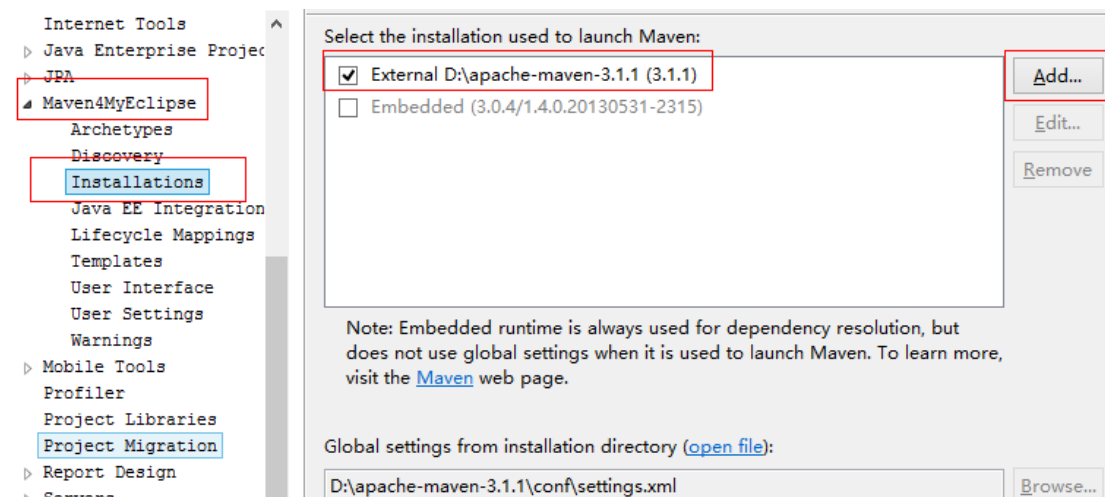 Internet Tools
Java Enterprise Projec
JPA
Maven4MyEclipse
Archetypes
Discovery
Installations
Java EE Integration
Lifecycle Mappings
Templates
User Interface
User Settings
Warnings
Mobile Tools
Profiler
Project Libraries
Project Migration
Report Design
Servers
Select the installation used to launch Maven:
External D:\apache-maven-3.1.1 (3.1.1)
Embedded (3.0.4/1.4.0.20130531-2315)
Add...
Edit...
Remove
Note: Embedded runtime is always used for dependency resolution, but
does not use global settings when it is used to launch Maven. To learn more,
visit the Maven web page.
Global settings from installation directory (open file):
D:\apache-maven-3.1.1\conf\settings.xml
Browse...